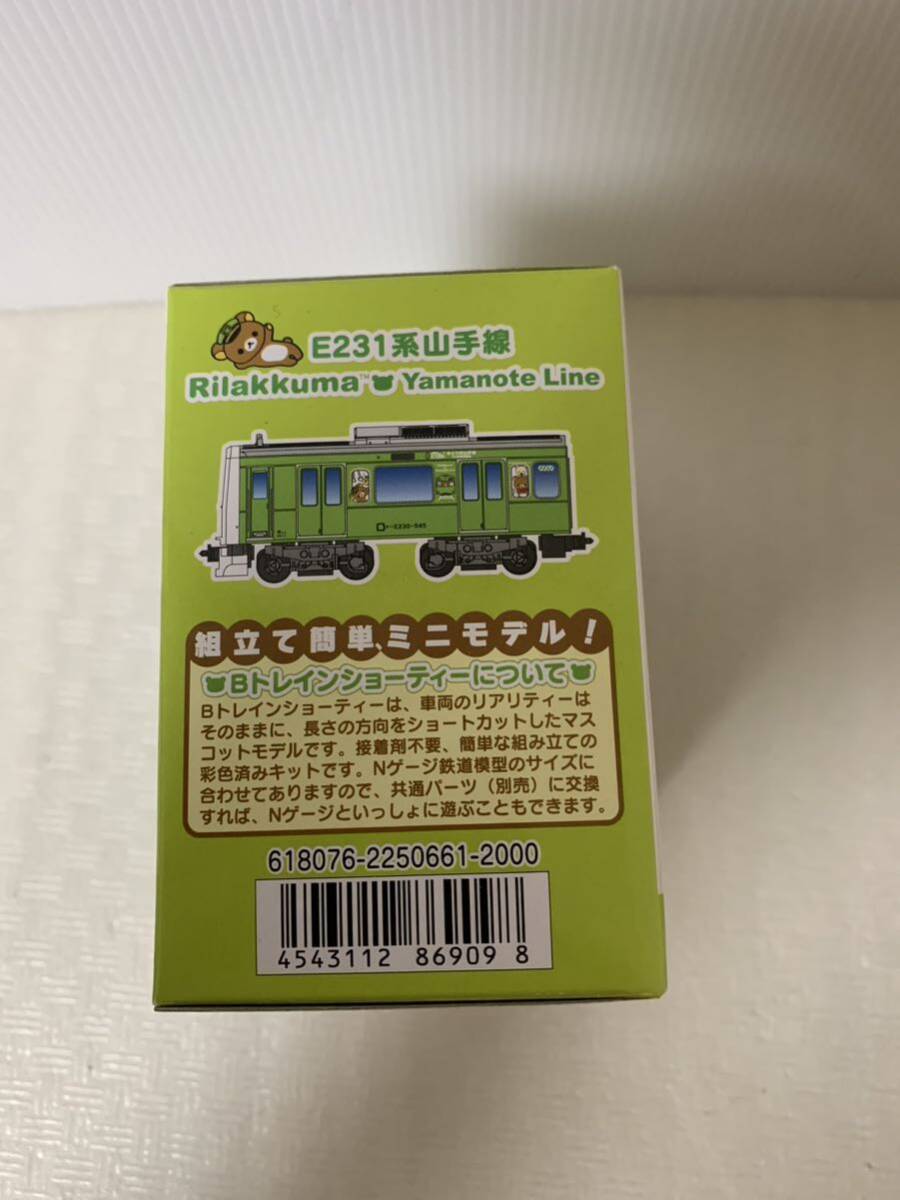 E231系山手線
Rilakkuma™ Yamanote Line
E230-545
組立て簡単、ミニモデル！
Bトレインショーティーについて
Bトレインショーティーは、車両のリアリティーは
そのままに、長さの方向をショートカットしたマス
コットモデルです。接着剤不要、簡単な組み立ての
彩色済みキットです。Nゲージ鉄道模型のサイズに
合わせてありますので、共通パーツ（別売）に交換
すれば、Nゲージといっしょに遊ぶこともできます。
618076-2250661-2000
4543112 86909 8